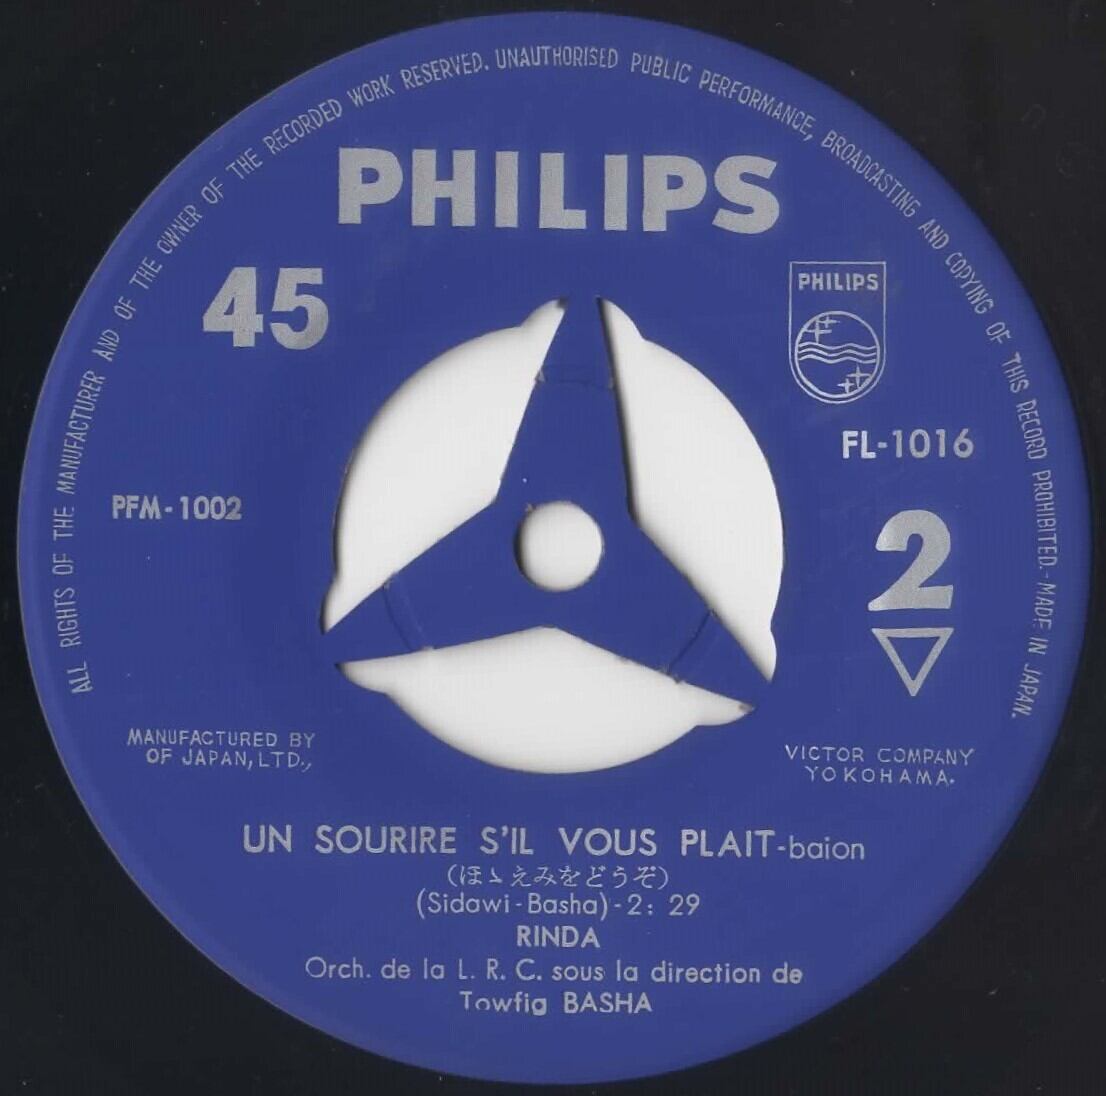 ALL RIGHTS OF THE MANUFACTURER AND OF THE OWNER OF THE RECORDED WORK RESERVED. UNAUTHORISED PUBLIC PERFORMANCE, BROADCASTING AND COPYING OF THIS RECORD PROHIBITED.-MADE IN JAPAN.
PHILIPS
45
PHILIPS
FL-1016
PFM-1002
2
MANUFACTURED BY
OF JAPAN, LTD.,
VICTOR COMPANY
YOKOHAMA.
UN SOURIRE S'IL VOUS PLAIT-baion
(ほゝえみをどうぞ)
(Sidawi-Basha)-2: 29
RINDA
Orch. de la L. R. C. sous la direction de
Towfig BASHA